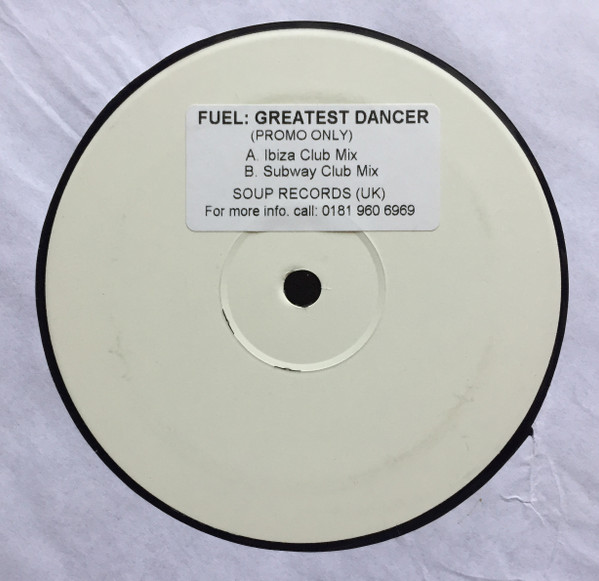 FUEL: GREATEST DANCER
(PROMO ONLY)
A. Ibiza Club Mix
B. Subway Club Mix
SOUP RECORDS (UK)
For more info. call: 0181 960 6969